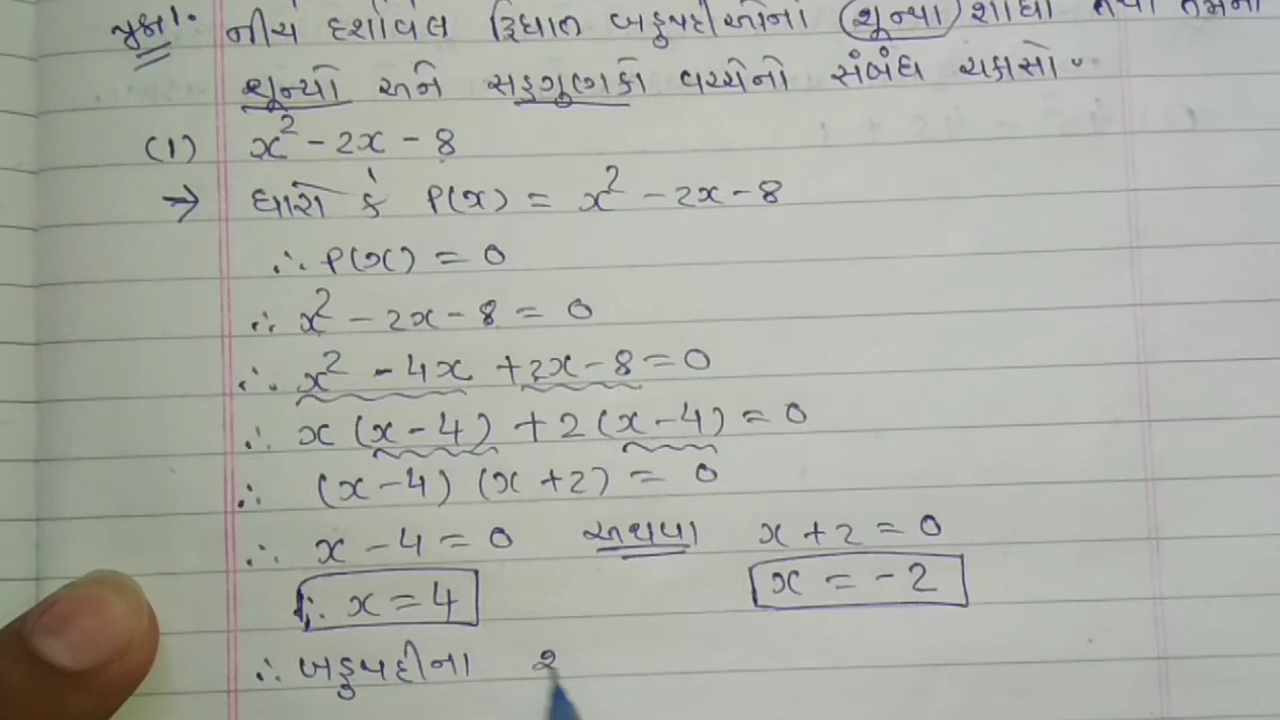 નીચે દર્શાવેલ દ્વિઘાત બહુપદીઓનાં શૂન્યો શોધો તથા તેમનાં
શૂન્યો અને સહગુણકો વચ્ચેનો સંબંધ ચકાસો.
(1) x² - 2x - 8
→ ધારો કે P(x) = x² - 2x - 8
∴ P(x) = 0
∴ x² - 2x - 8 = 0
∴ x² - 4x + 2x - 8 = 0
∴ x (x - 4) + 2 (x - 4) = 0
∴ (x - 4) (x + 2) = 0
∴ x - 4 = 0 અથવા x + 2 = 0
∴ x = 4 x = -2
∴ બહુપદીના